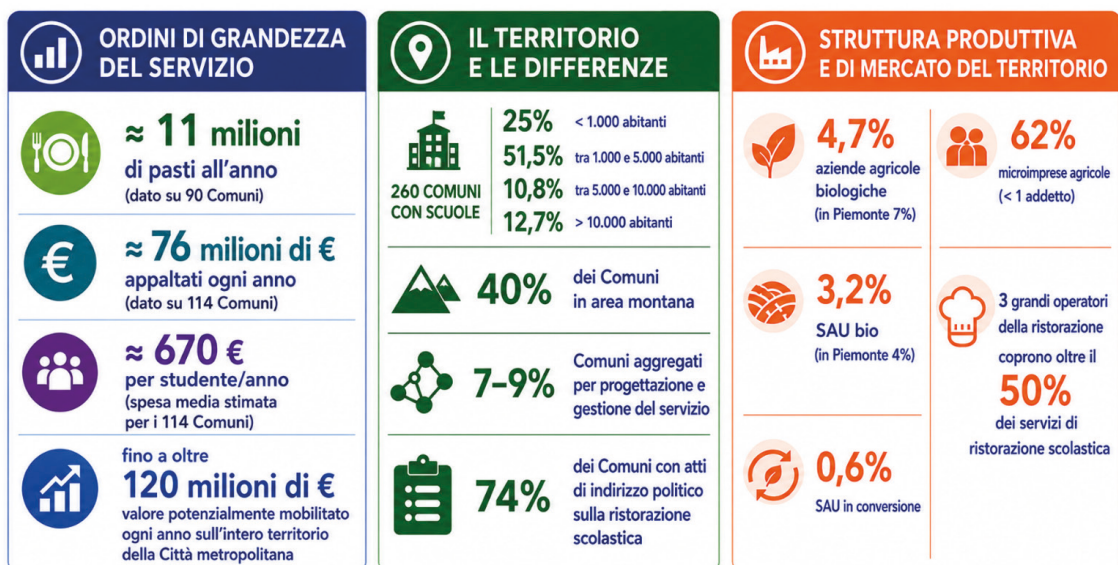 ORDINI DI GRANDEZZA
DEL SERVIZIO
≈ 11 milioni
di pasti all'anno
(dato su 90 Comuni)
€
≈ 76 milioni di €
appaltati ogni anno
(dato su 114 Comuni)
≈ 670 €
per studente/anno
(spesa media stimata
per i 114 Comuni)
fino a oltre
120 milioni di €
valore potenzialmente mobilitato
ogni anno sull'intero territorio
della Città metropolitana
IL TERRITORIO
E LE DIFFERENZE
260 COMUNI
CON SCUOLE
25% < 1.000 abitanti
51,5% tra 1.000 e 5.000 abitanti
10,8% tra 5.000 e 10.000 abitanti
12,7% > 10.000 abitanti
40%
dei Comuni
in area montana
7–9%
Comuni aggregati
per progettazione e
gestione del servizio
74%
dei Comuni con atti
di indirizzo politico
sulla ristorazione
scolastica
STRUTTURA PRODUTTIVA
E DI MERCATO DEL TERRITORIO
4,7%
aziende agricole
biologiche
(in Piemonte 7%)
3,2%
SAU bio
(in Piemonte 4%)
0,6%
SAU in conversione
62%
microimprese agricole
(< 1 addetto)
3 grandi operatori
della ristorazione
coprono oltre il
50%
dei servizi di
ristorazione scolastica